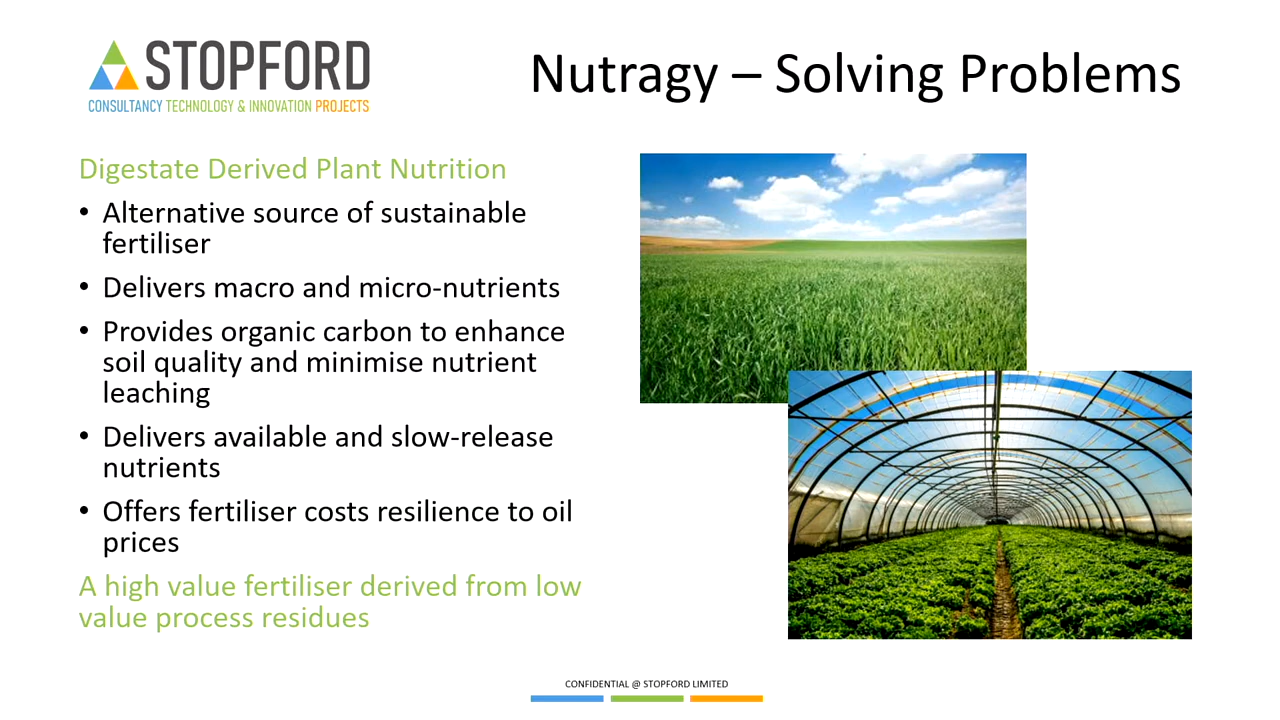 STOPFORD
CONSULTANCY TECHNOLOGY & INNOVATION PROJECTS
Nutragy – Solving Problems
Digestate Derived Plant Nutrition
• Alternative source of sustainable
fertiliser
• Delivers macro and micro-nutrients
• Provides organic carbon to enhance
soil quality and minimise nutrient
leaching
• Delivers available and slow-release
nutrients
• Offers fertiliser costs resilience to oil
prices
A high value fertiliser derived from low
value process residues
CONFIDENTIAL @ STOPFORD LIMITED